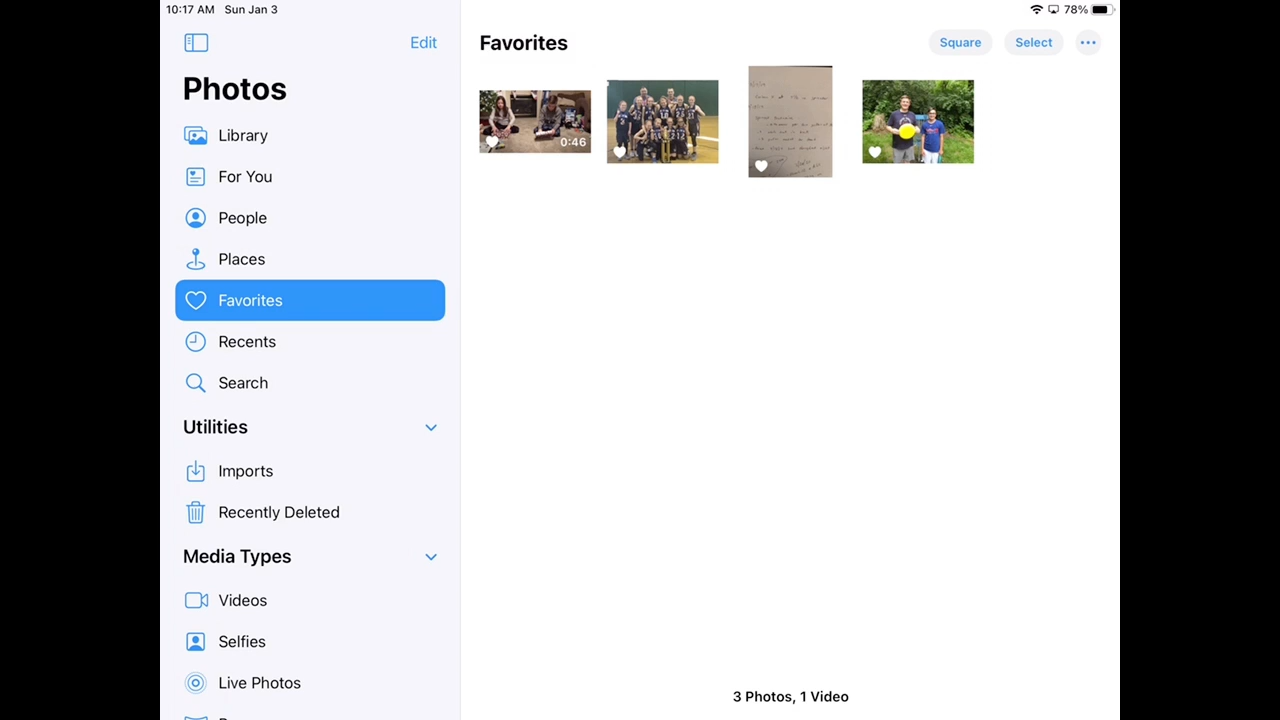 10:17 AM Sun Jan 3
78%
Edit
Photos
Library
For You
People
Places
Favorites
Recents
Search
Utilities
Imports
Recently Deleted
Media Types
Videos
Selfies
Live Photos
Favorites
Square
Select
0:46
3 Photos, 1 Video